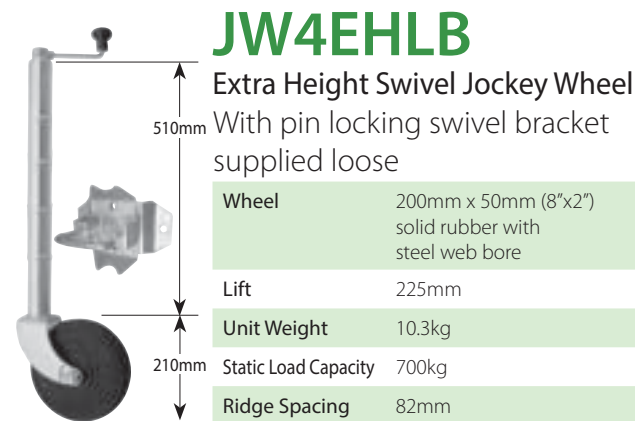 JW4EHLB
Extra Height Swivel Jockey Wheel
510mm
With pin locking swivel bracket
supplied loose
Wheel 200mm x 50mm (8”x2”)
solid rubber with
steel web bore
Lift 225mm
Unit Weight 10.3kg
210mm
Static Load Capacity 700kg
Ridge Spacing 82mm